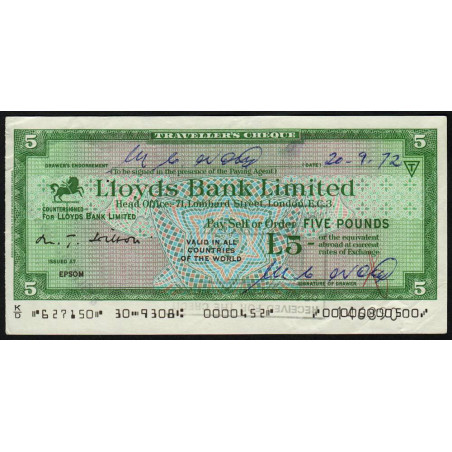 5 TRAVELLER'S CHEQUE 5
DRAWER'S ENDORSEMENT (DATE) 20-9-72
(To be signed in the presence of the Paying Agent)
Lloyds Bank Limited
Head Office-71, Lombard Street, London, E.C.3.
COUNTERSIGNED
FOR LLOYDS BANK LIMITED
Pay Self or Order FIVE POUNDS
VALID IN ALL
COUNTRIES
OF THE WORLD
£5-
or the equivalent
abroad at current
rates of Exchange.
ISSUED AT
EPSOM
SIGNATURE OF DRAWER
5 5
K/D "627150" 30-9308: 0000452" "0000000500"